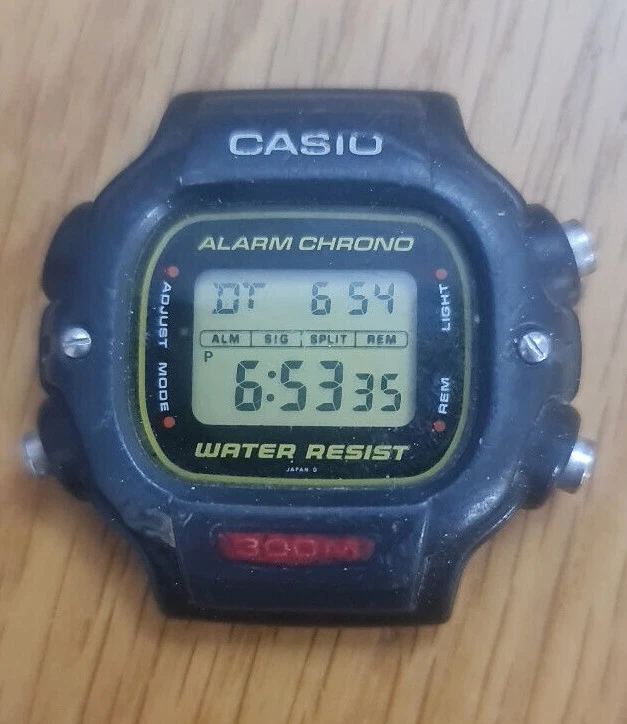 CASIO
ALARM CHRONO
DT 6 54
ADJUST MODE
LIGHT
REM
ALM SIG SPLIT REM
P
6:53 35
WATER RESIST
JAPAN D
300M